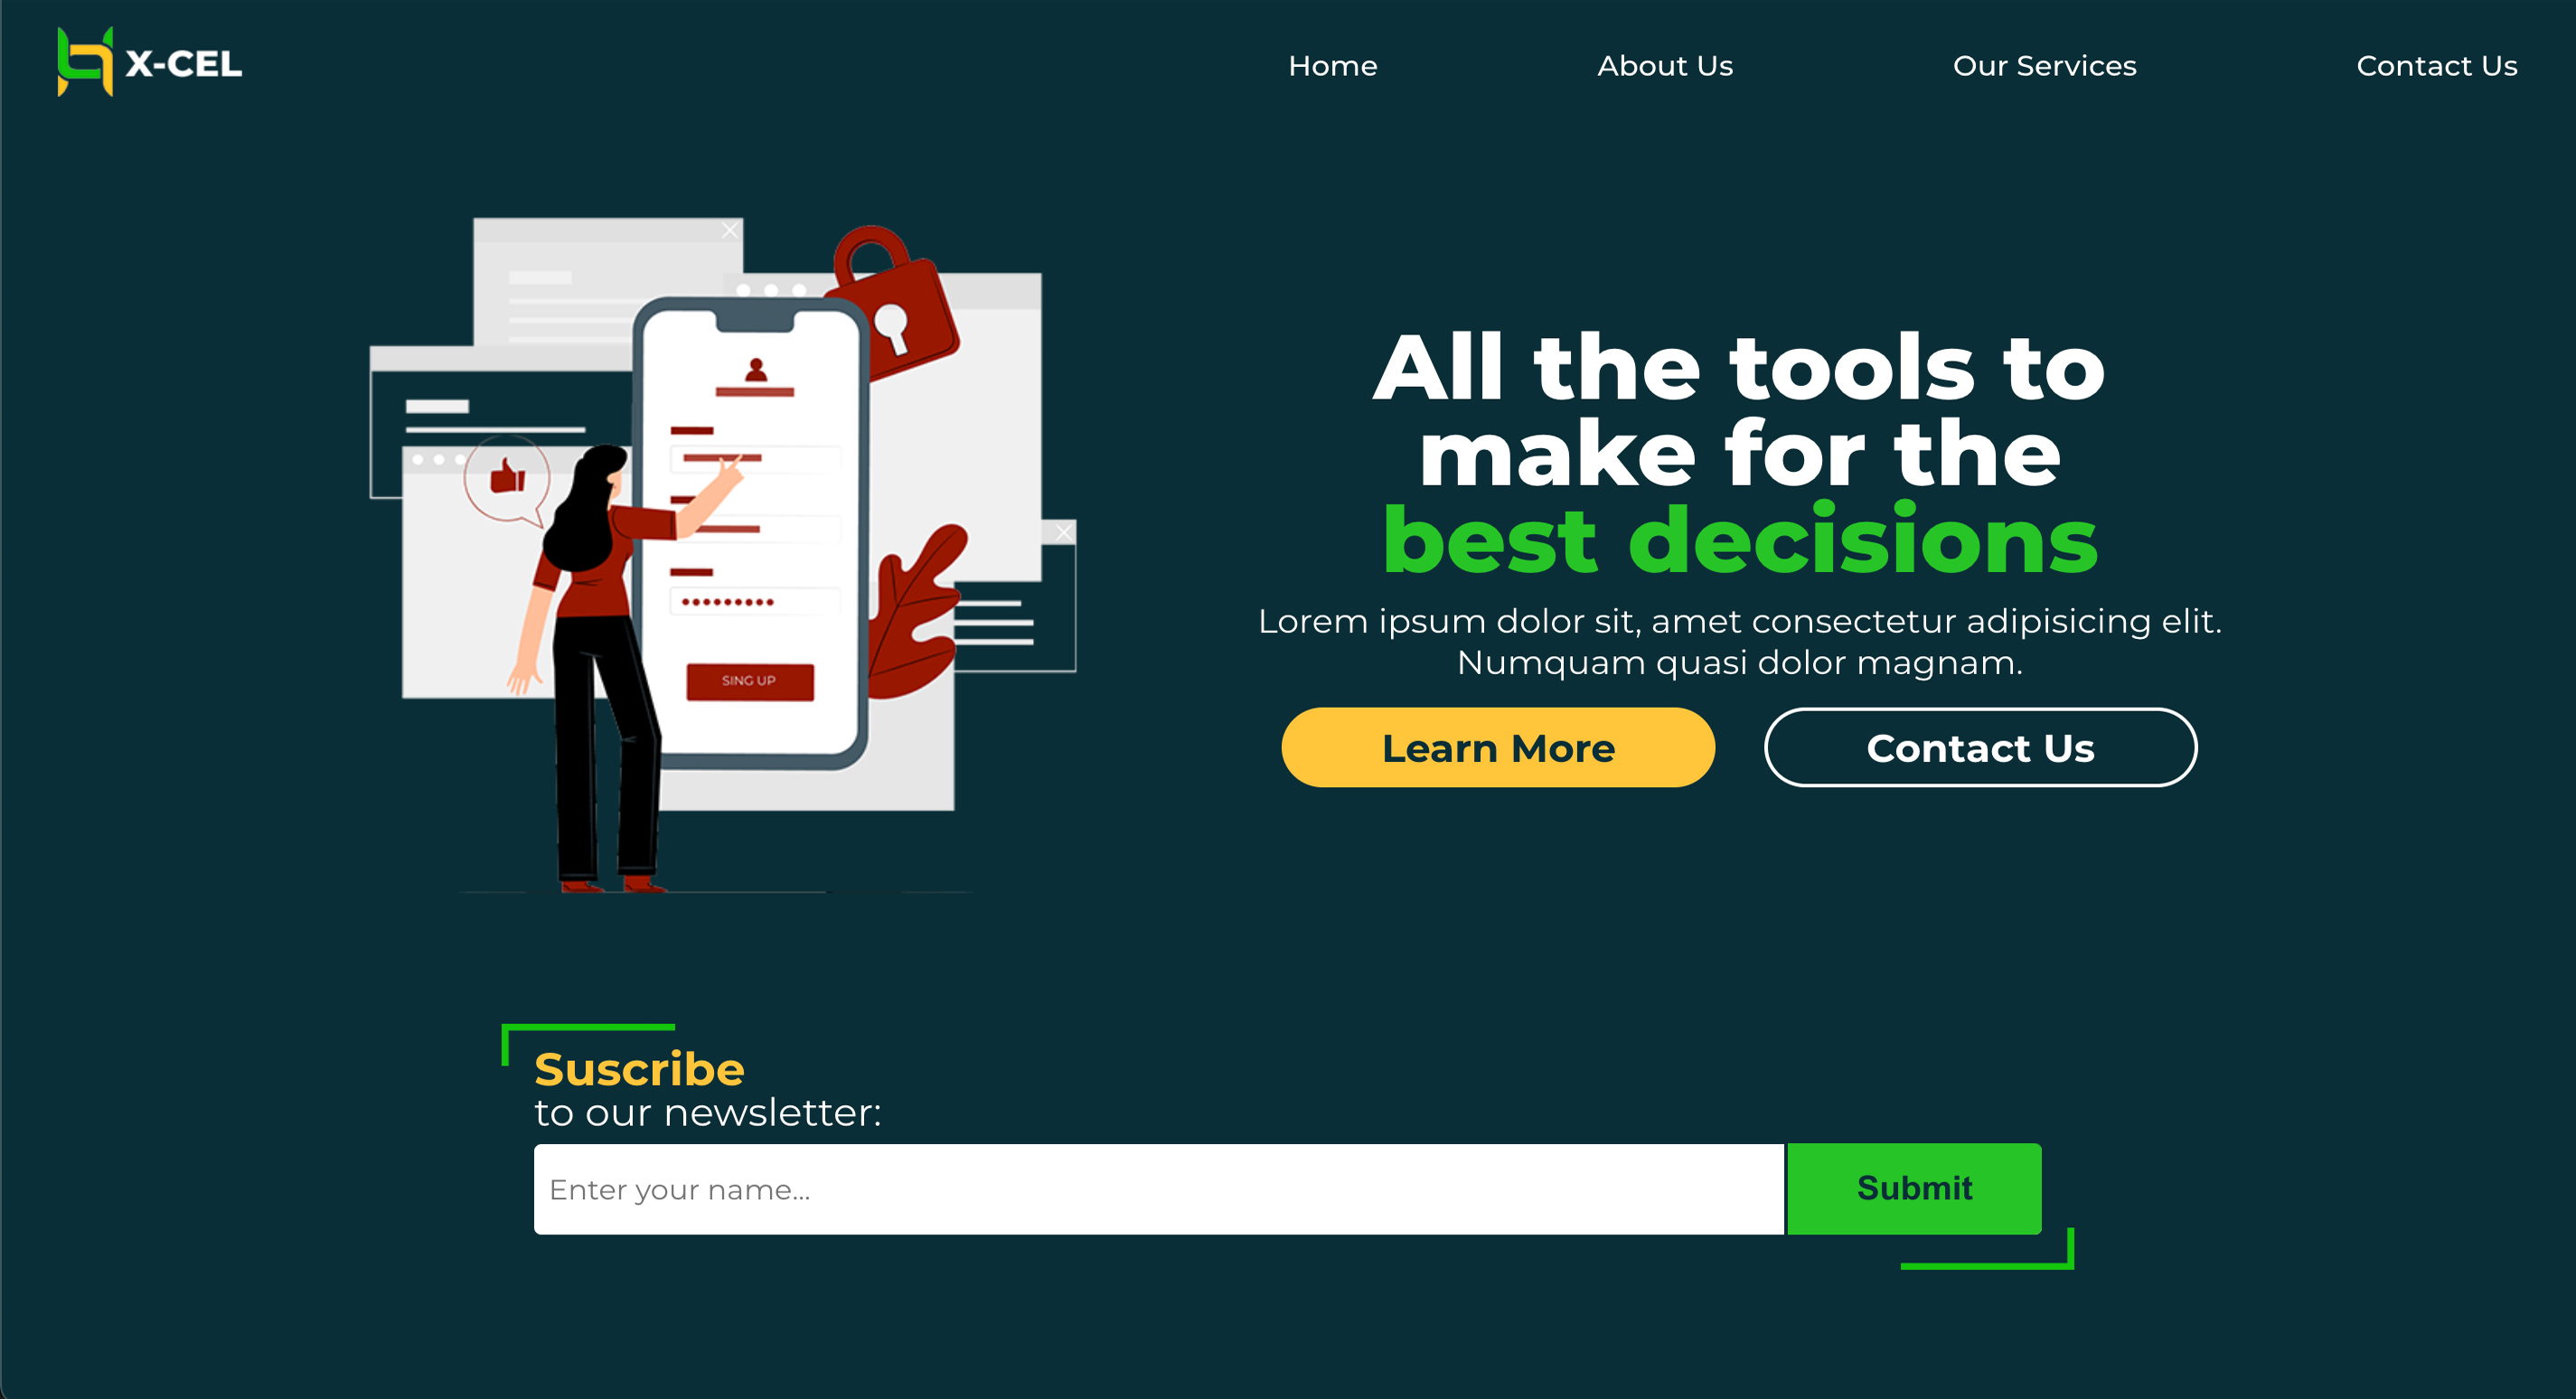 X-CEL
Home
About Us
Our Services
Contact Us
SING UP
All the tools to
make for the
best decisions
Lorem ipsum dolor sit, amet consectetur adipisicing elit.
Numquam quasi dolor magnam.
Learn More
Contact Us
Suscribe
to our newsletter:
Enter your name...
Submit